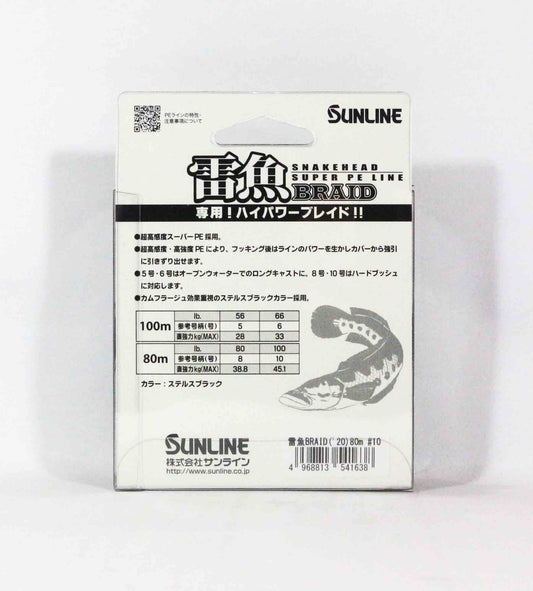 PEラインの特性・
注意事項について
SUNLINE
雷魚
SNAKEHEAD
SUPER PE LINE
BRAID
専用!ハイパワーブレイド!!
●超高感度スーパーPE採用。
●超高感度・高強度PEにより、フッキング後はラインのパワーを生かしカバーから強引
に引きずり出せます。
●5号・6号はオープンウォーターでのロングキャストに、8号・10号はハードブッシュ
に対応します。
●カムフラージュ効果重視のステルスブラックカラー採用。
100m lb. 56 66
参考号柄(号) 5 6
直強力kg(MAX) 28 33
80m lb. 80 100
参考号柄(号) 8 10
直強力kg(MAX) 38.8 45.1
カラー:ステルスブラック
SUNLINE
株式会社サンライン
http://www.sunline.co.jp
雷魚BRAID('20)80m #10
4 968813 541638